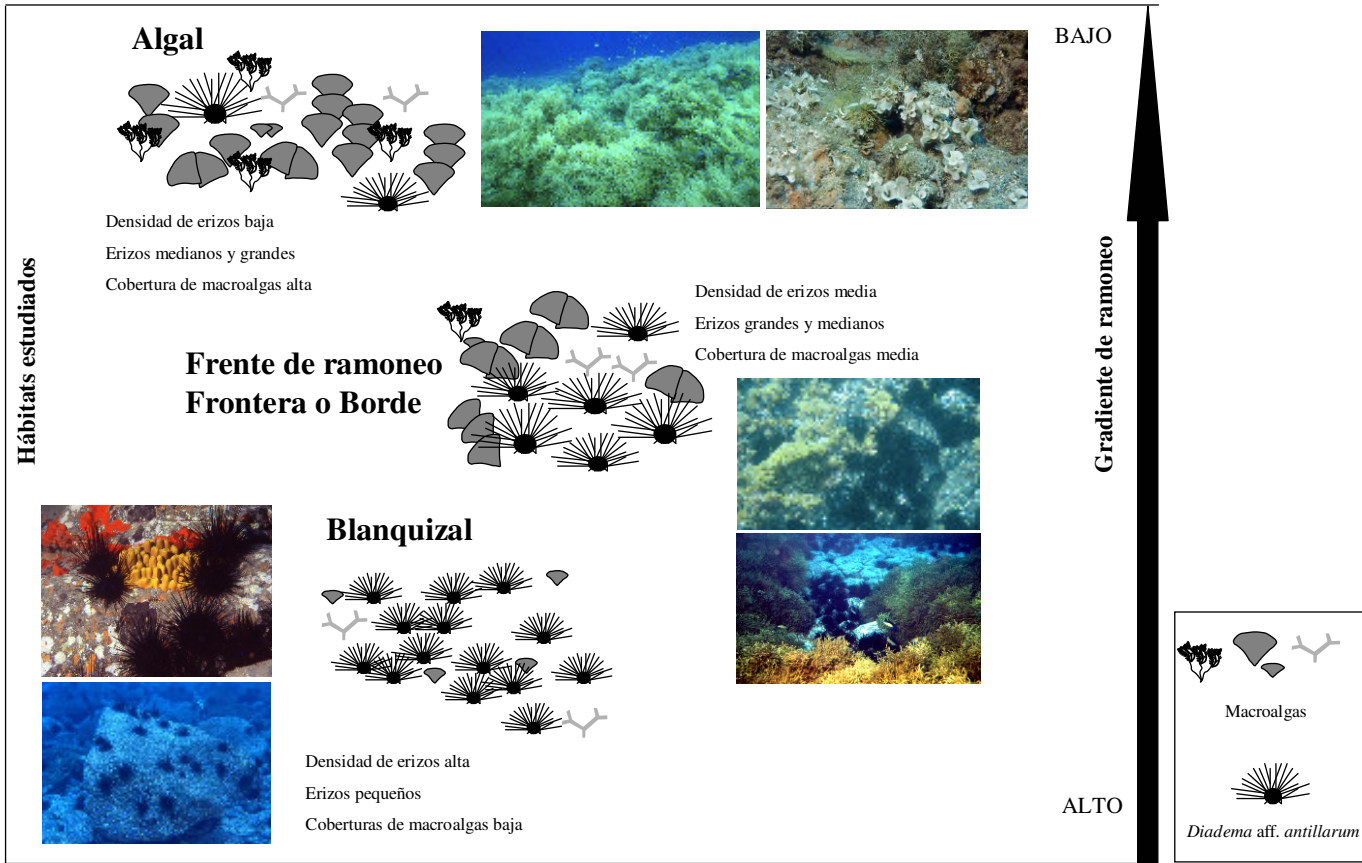 Algal
BAJO
Densidad de erizos baja
Erizos medianos y grandes
Cobertura de macroalgas alta
Hábitats estudiados
Gradiente de ramoneo
Densidad de erizos media
Erizos grandes y medianos
Cobertura de macroalgas media
Frente de ramoneo
Frontera o Borde
Blanquizal
Densidad de erizos alta
Erizos pequeños
Coberturas de macroalgas baja
ALTO
Macroalgas
Diadema aff. antillarum